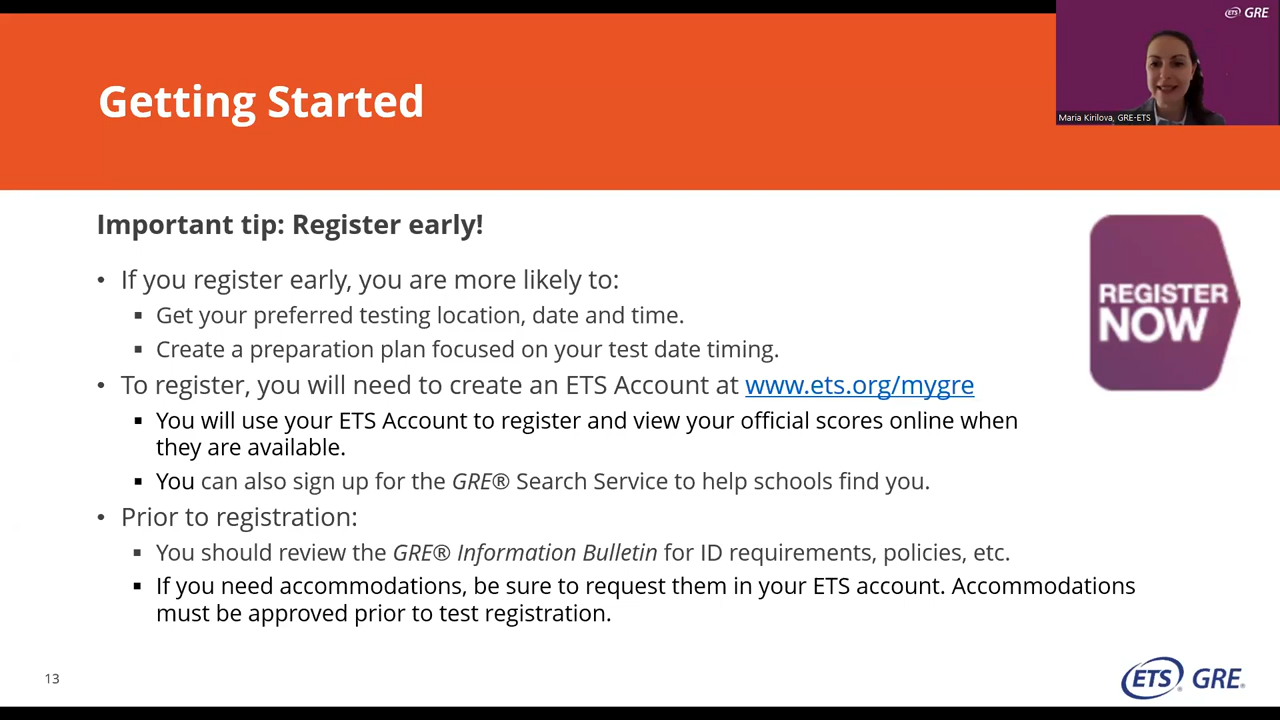 ETS GRE
Getting Started
Maria Kirilova, GRE-ETS
Important tip: Register early!
• If you register early, you are more likely to:
▪ Get your preferred testing location, date and time.
▪ Create a preparation plan focused on your test date timing.
• To register, you will need to create an ETS Account at www.ets.org/mygre
▪ You will use your ETS Account to register and view your official scores online when
they are available.
▪ You can also sign up for the GRE® Search Service to help schools find you.
• Prior to registration:
▪ You should review the GRE® Information Bulletin for ID requirements, policies, etc.
▪ If you need accommodations, be sure to request them in your ETS account. Accommodations
must be approved prior to test registration.
REGISTER
NOW
13
ETS® GRE®